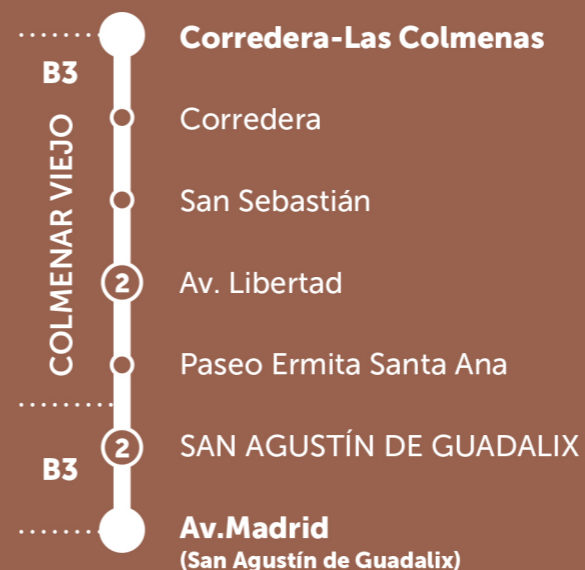 Corredera-Las Colmenas
B3
Corredera
COLMENAR VIEJO
San Sebastián
2
Av. Libertad
Paseo Ermita Santa Ana
2
SAN AGUSTÍN DE GUADALIX
B3
Av.Madrid
(San Agustín de Guadalix)